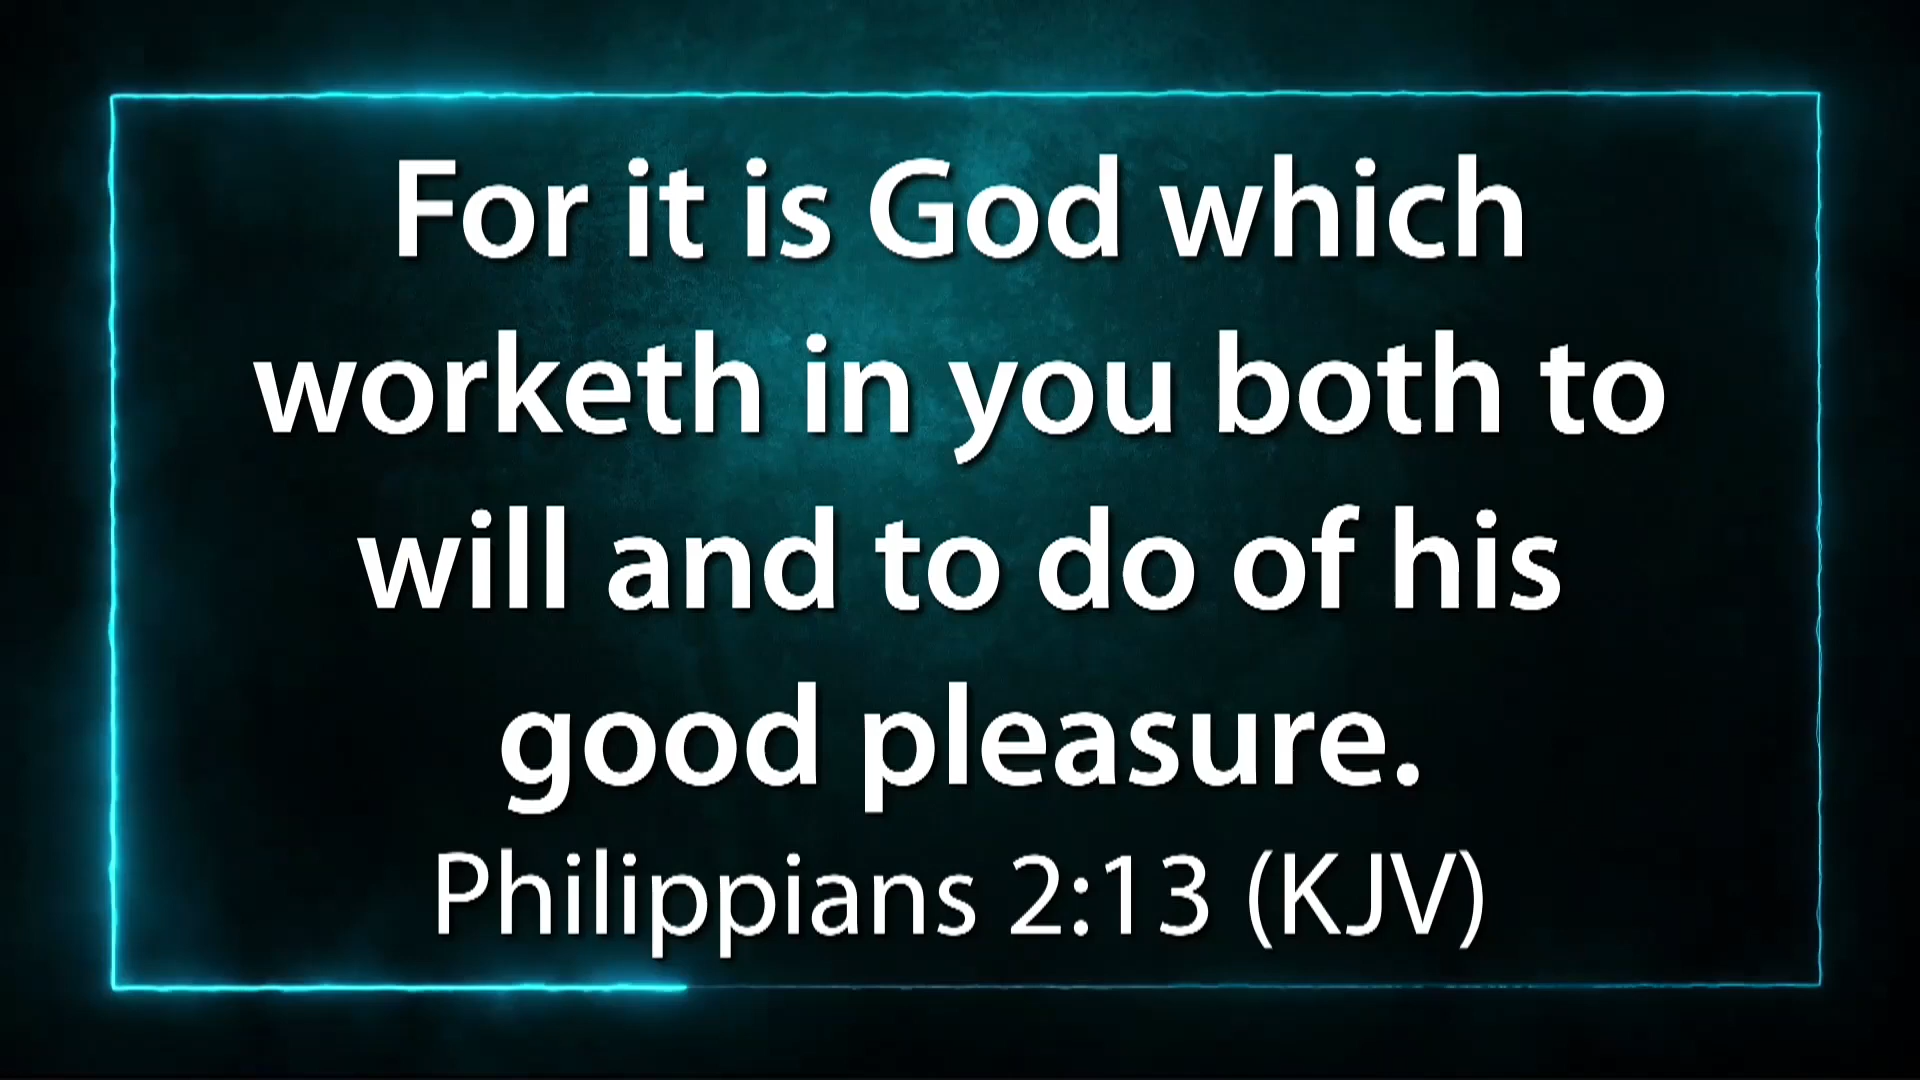 For it is God which
worketh in you both to
will and to do of his
good pleasure.
Philippians 2:13 (KJV)